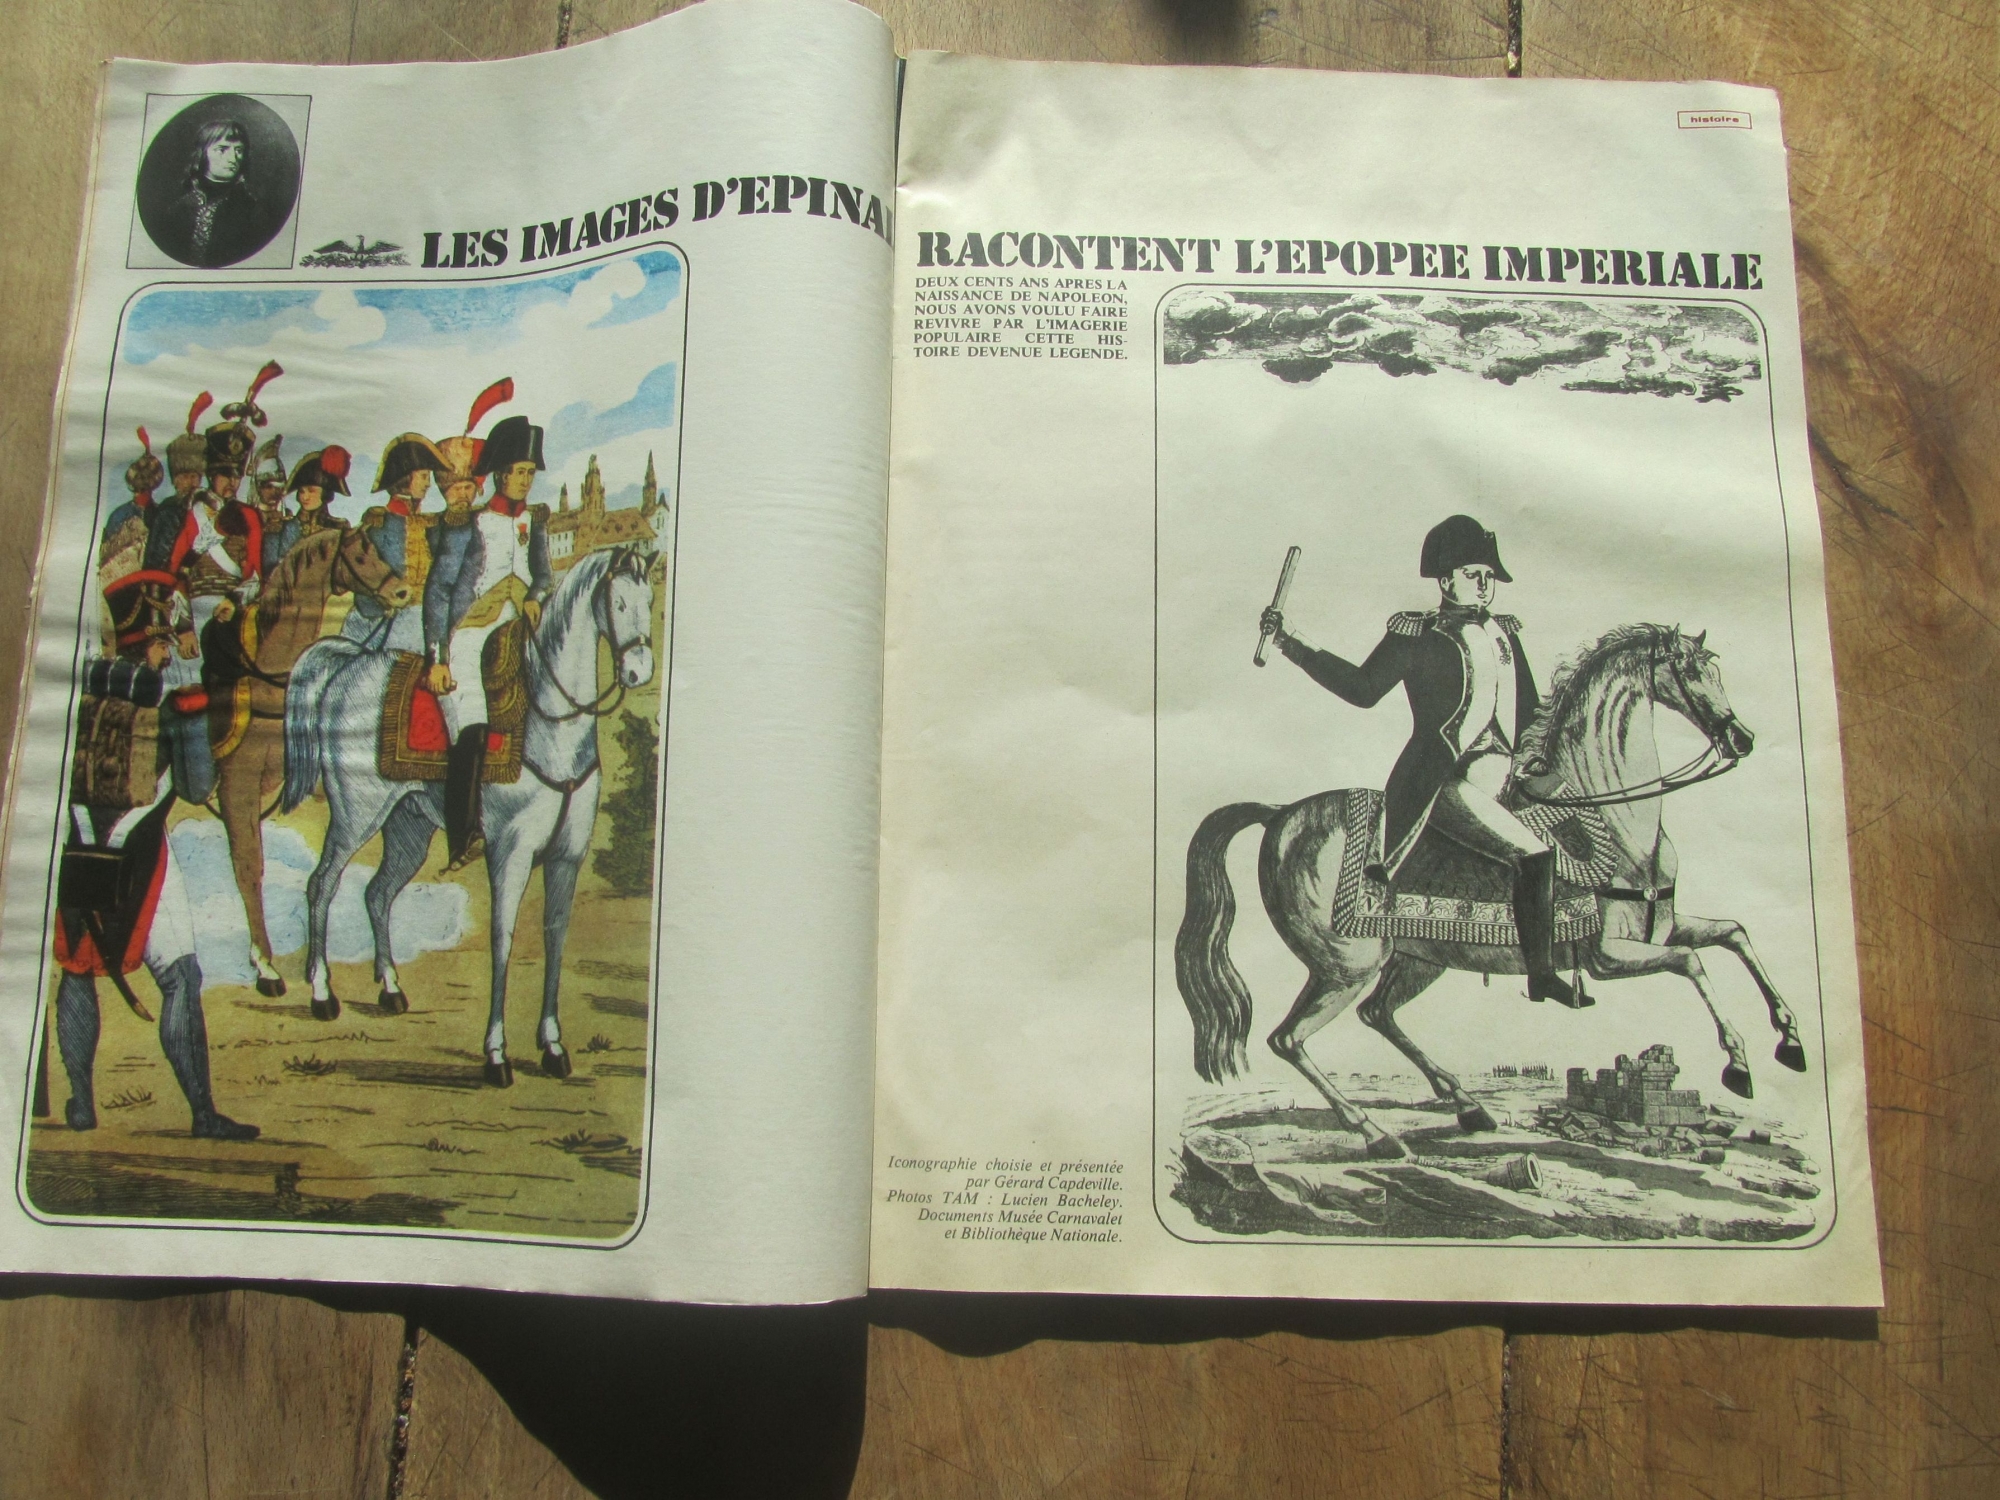 histoire
LES IMAGES D'EPINAL RACONTENT L'EPOPEE IMPERIALE
DEUX CENTS ANS APRES LA
NAISSANCE DE NAPOLEON,
NOUS AVONS VOULU FAIRE
REVIVRE PAR L'IMAGERIE
POPULAIRE CETTE HIS-
TOIRE DEVENUE LEGENDE.
Iconographie choisie et présentée
par Gérard Capdeville.
Photos TAM : Lucien Bacheley.
Documents Musée Carnavalet
et Bibliothèque Nationale.